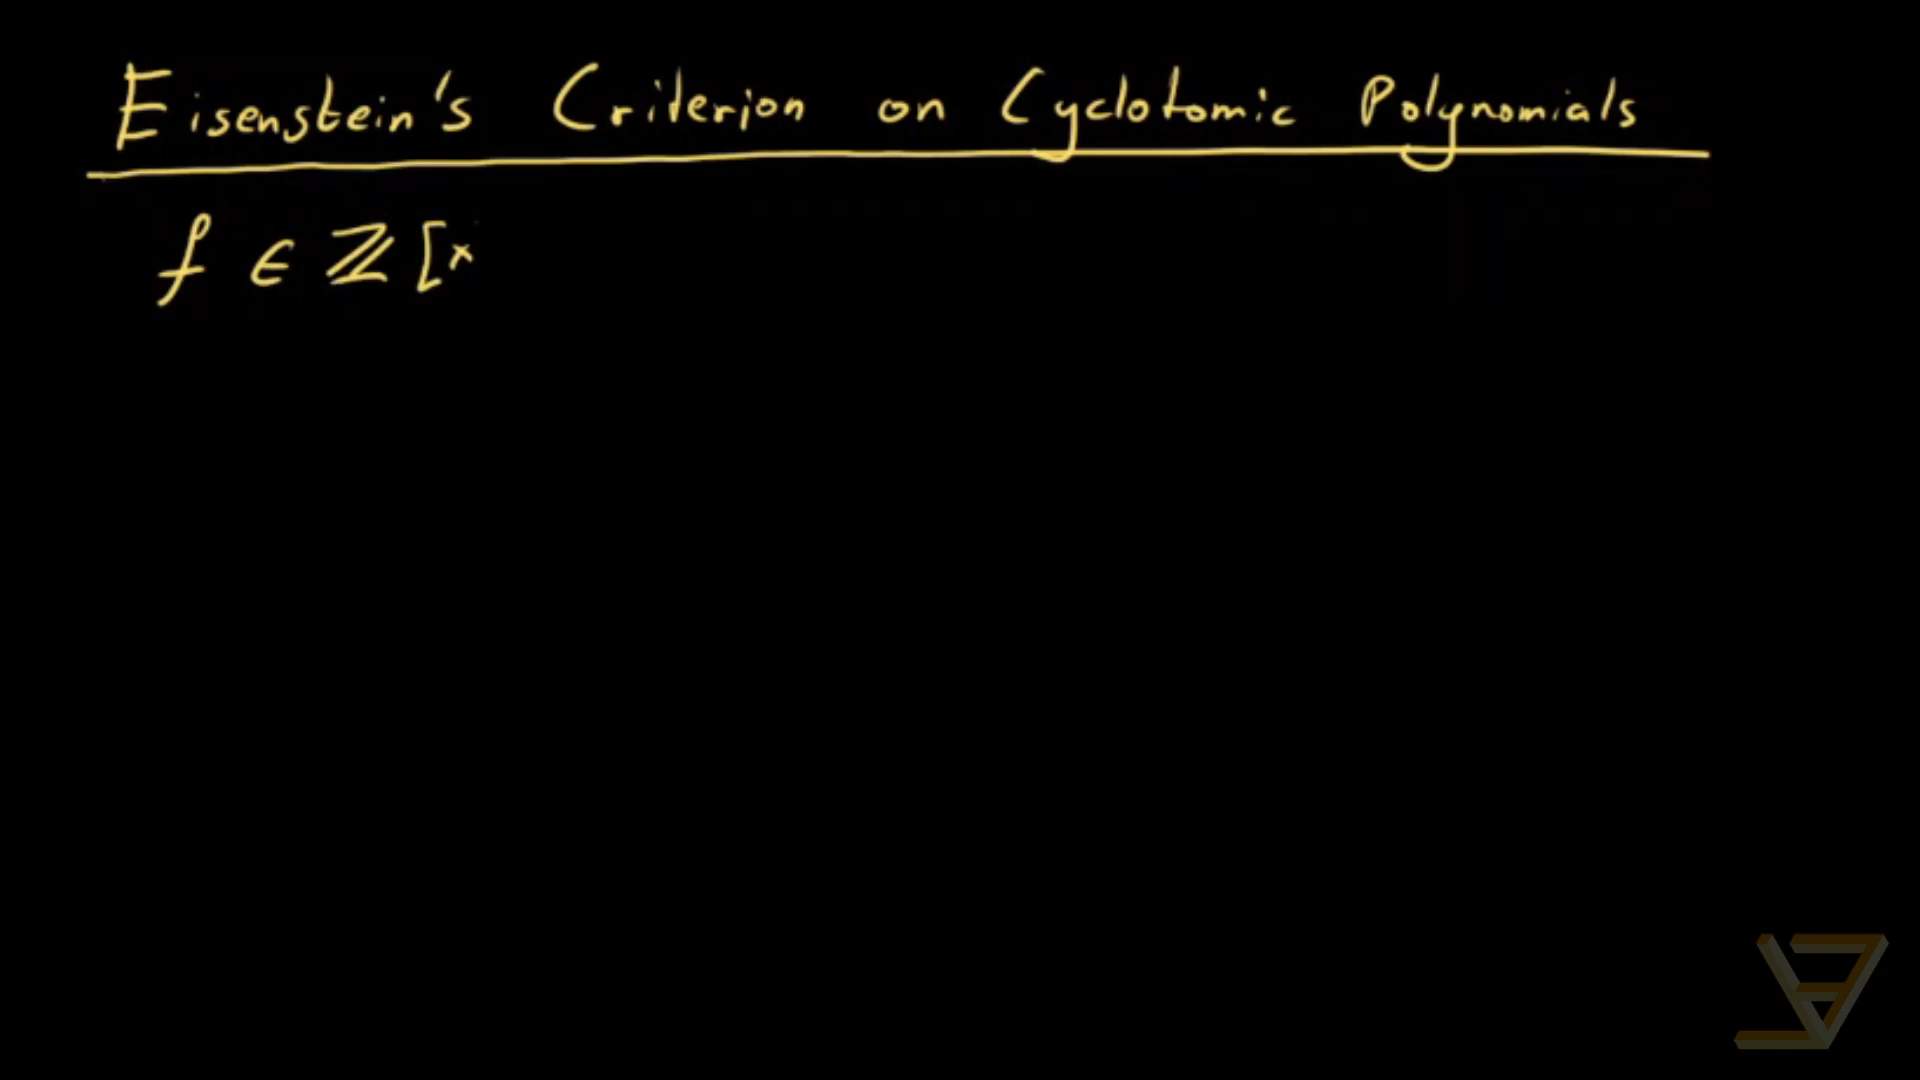 Eisenstein's Criterion on Cyclotomic Polynomials
f ∈ ℤ [x